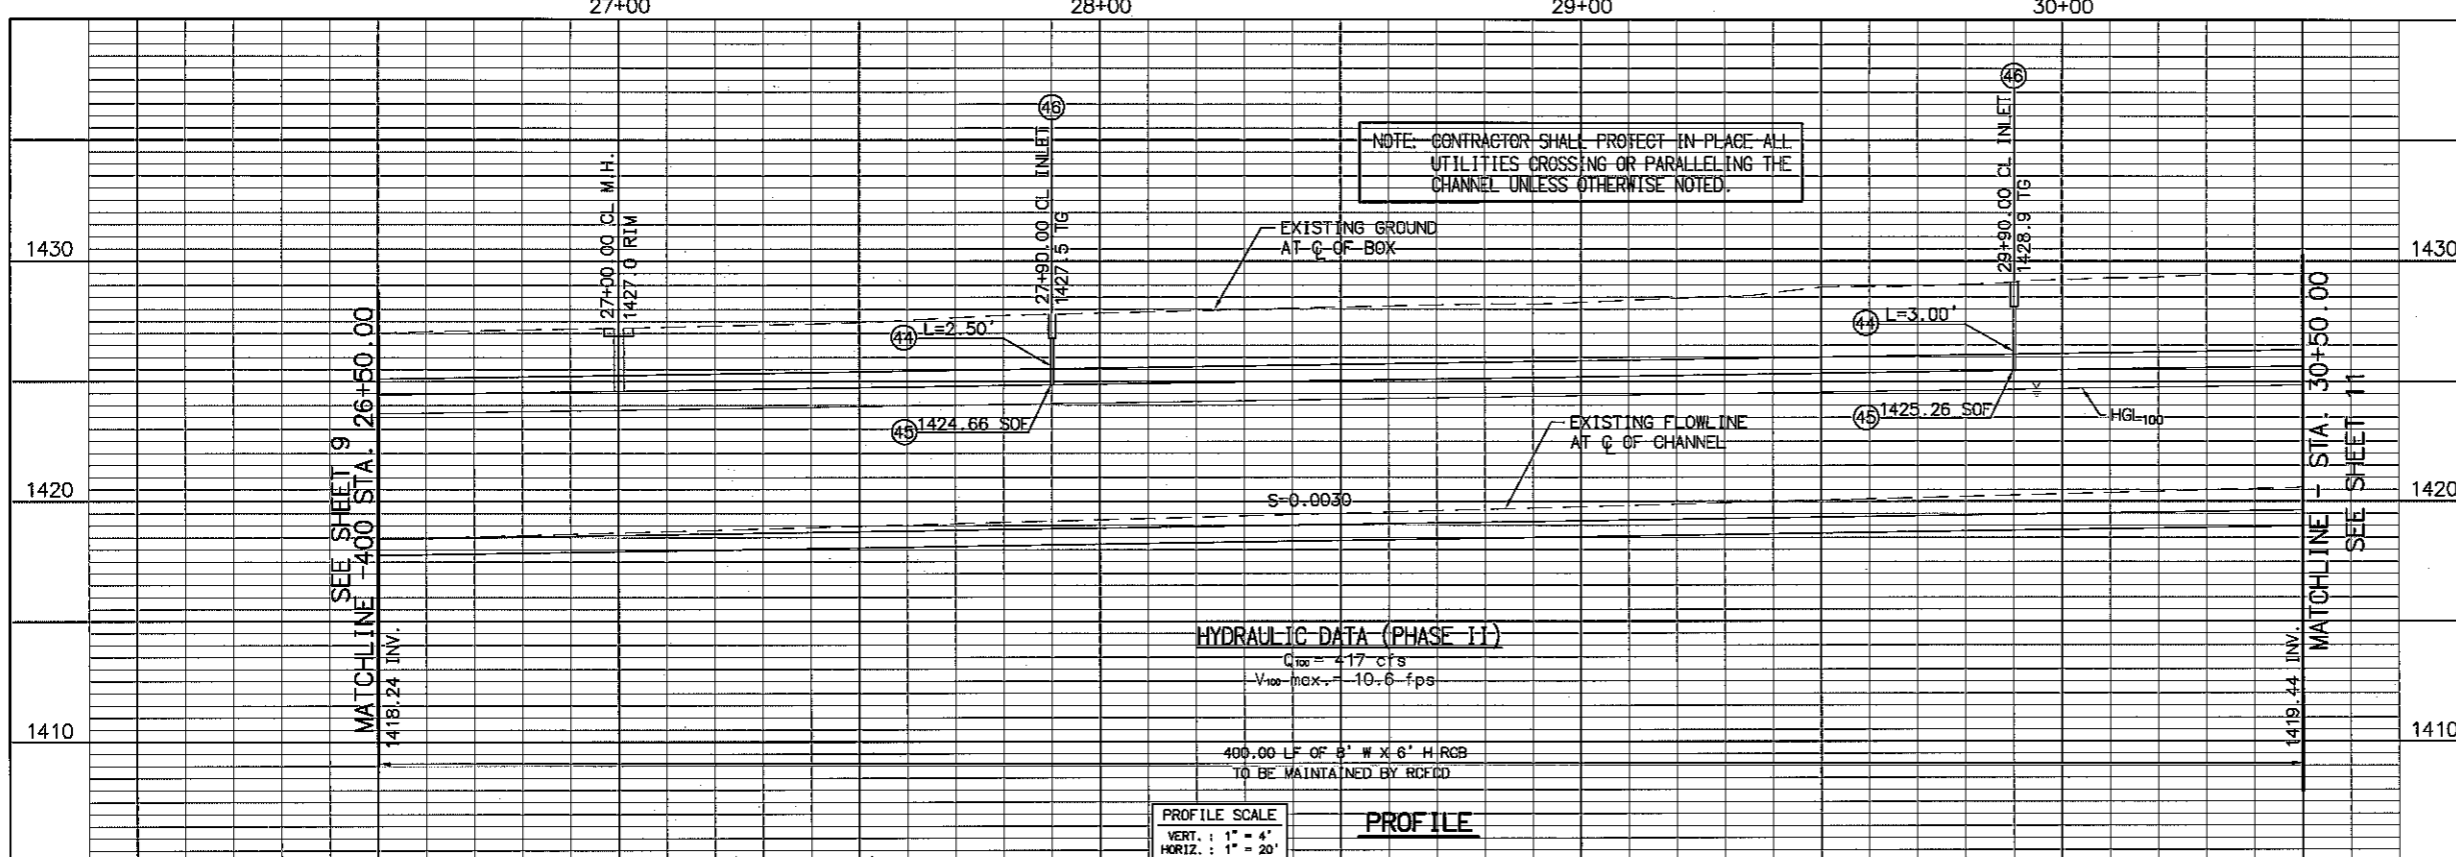 27+00 28+00 29+00 30+00
46
46
27+00.00 CL M.H.
1427.0 RIM
27+90.00 CL INLET
1427.5 TG
NOTE: CONTRACTOR SHALL PROTECT IN PLACE ALL
UTILITIES CROSSING OR PARALLELING THE
CHANNEL UNLESS OTHERWISE NOTED.
29+90.00 CL INLET
1428.9 TG
EXISTING GROUND
AT ℄ OF BOX
1430
1430
44 L=2.50'
44 L=3.00'
45 1424.66 SOF
45 1425.26 SOF
HGL100
EXISTING FLOWLINE
AT ℄ OF CHANNEL
1420
S=0.0030
1420
SEE SHEET 9
MATCHLINE -400 STA. 26+50.00
1418.24 INV.
HYDRAULIC DATA (PHASE II)
Q100 = 417 cfs
V100 max. = 10.6 fps
1419.44 INV.
MATCHLINE - STA. 30+50.00
SEE SHEET 11
1410
1410
400.00 LF OF 8' W X 6' H RCB
TO BE MAINTAINED BY RCFCD
PROFILE SCALE
VERT. : 1" = 4'
HORIZ. : 1" = 20'
PROFILE